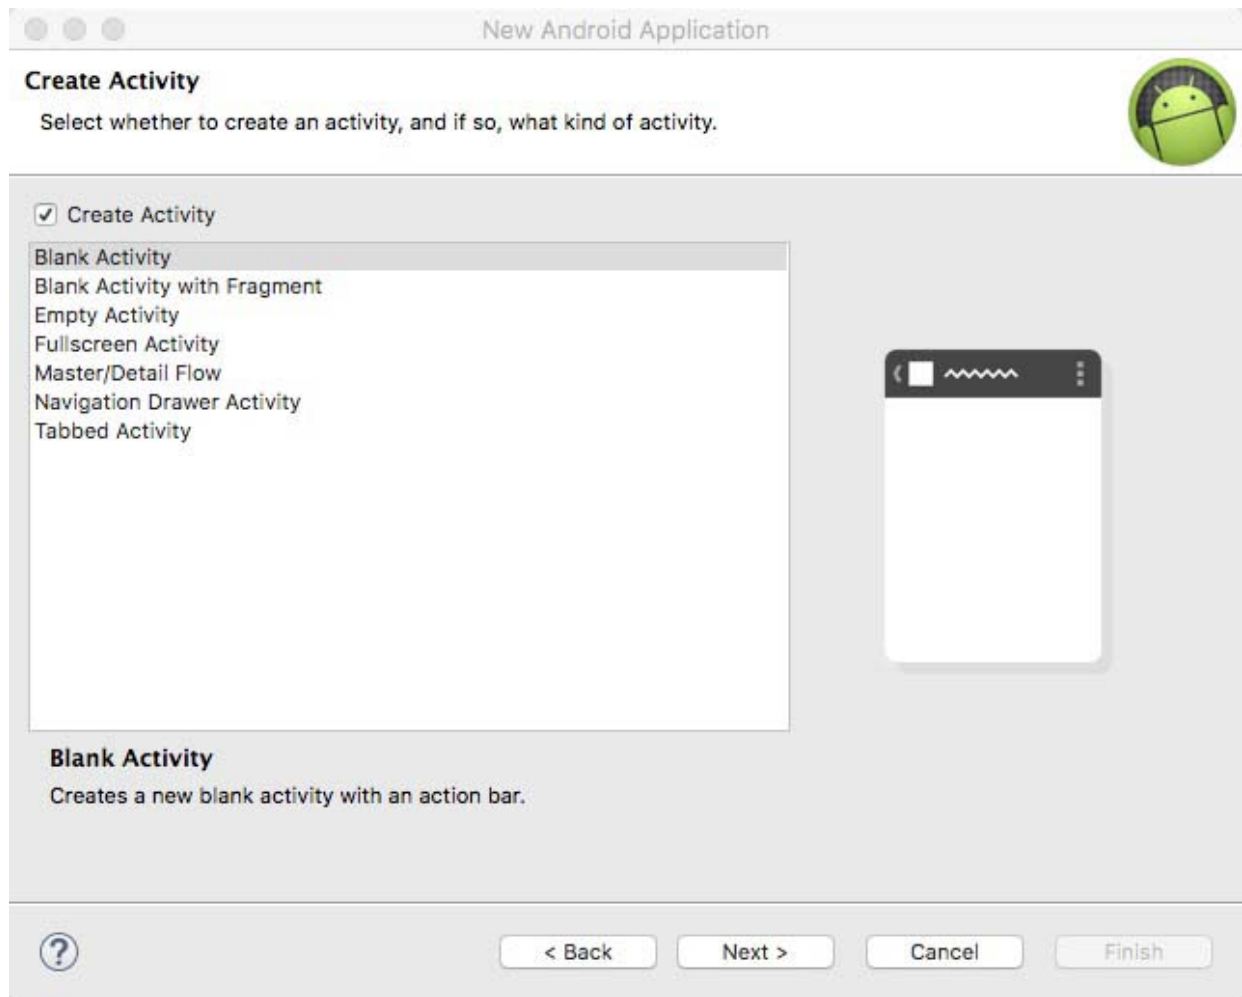 New Android Application
Create Activity
Select whether to create an activity, and if so, what kind of activity.
Create Activity
Blank Activity
Blank Activity with Fragment
Empty Activity
Fullscreen Activity
Master/Detail Flow
Navigation Drawer Activity
Tabbed Activity
Blank Activity
Creates a new blank activity with an action bar.
? < Back Next > Cancel Finish